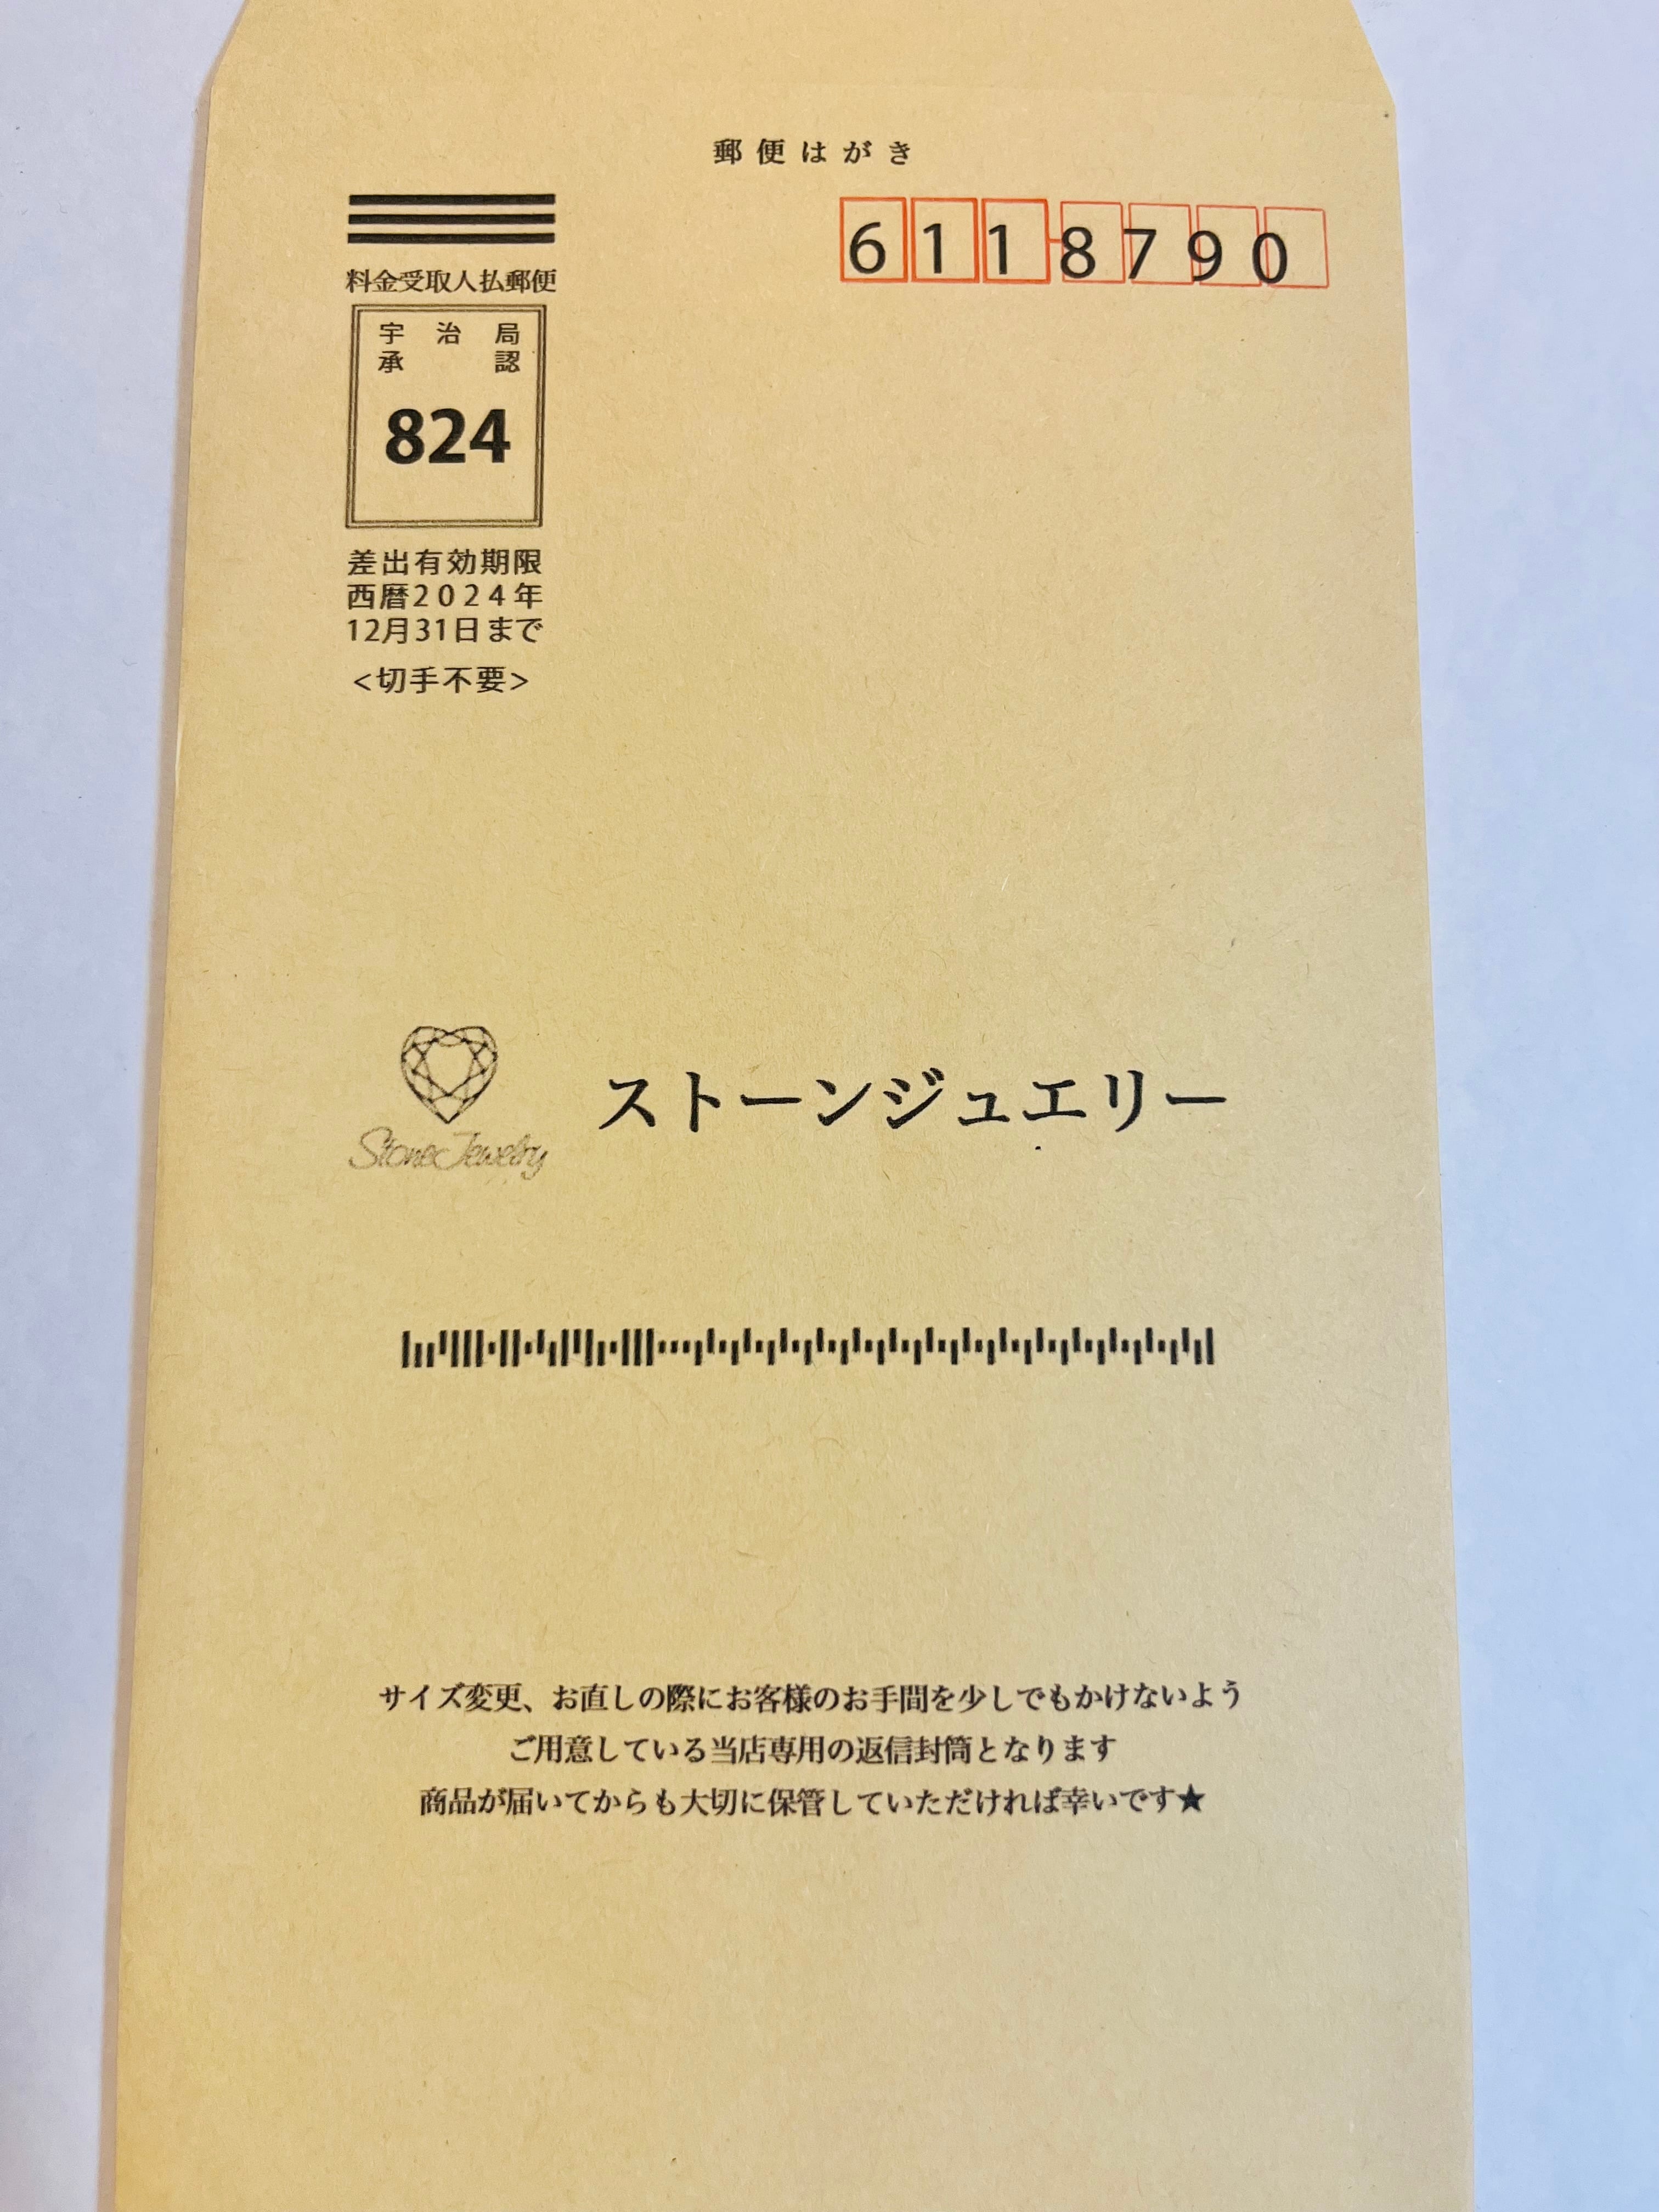 郵便はがき
6118790
料金受取人払郵便
宇治局
承認
824
差出有効期限
西暦2024年
12月31日まで
<切手不要>
Stone Jewelry
ストーンジュエリー
サイズ変更、お直しの際にお客様のお手間を少しでもかけないよう
ご用意している当店専用の返信封筒となります
商品が届いてからも大切に保管していただければ幸いです★